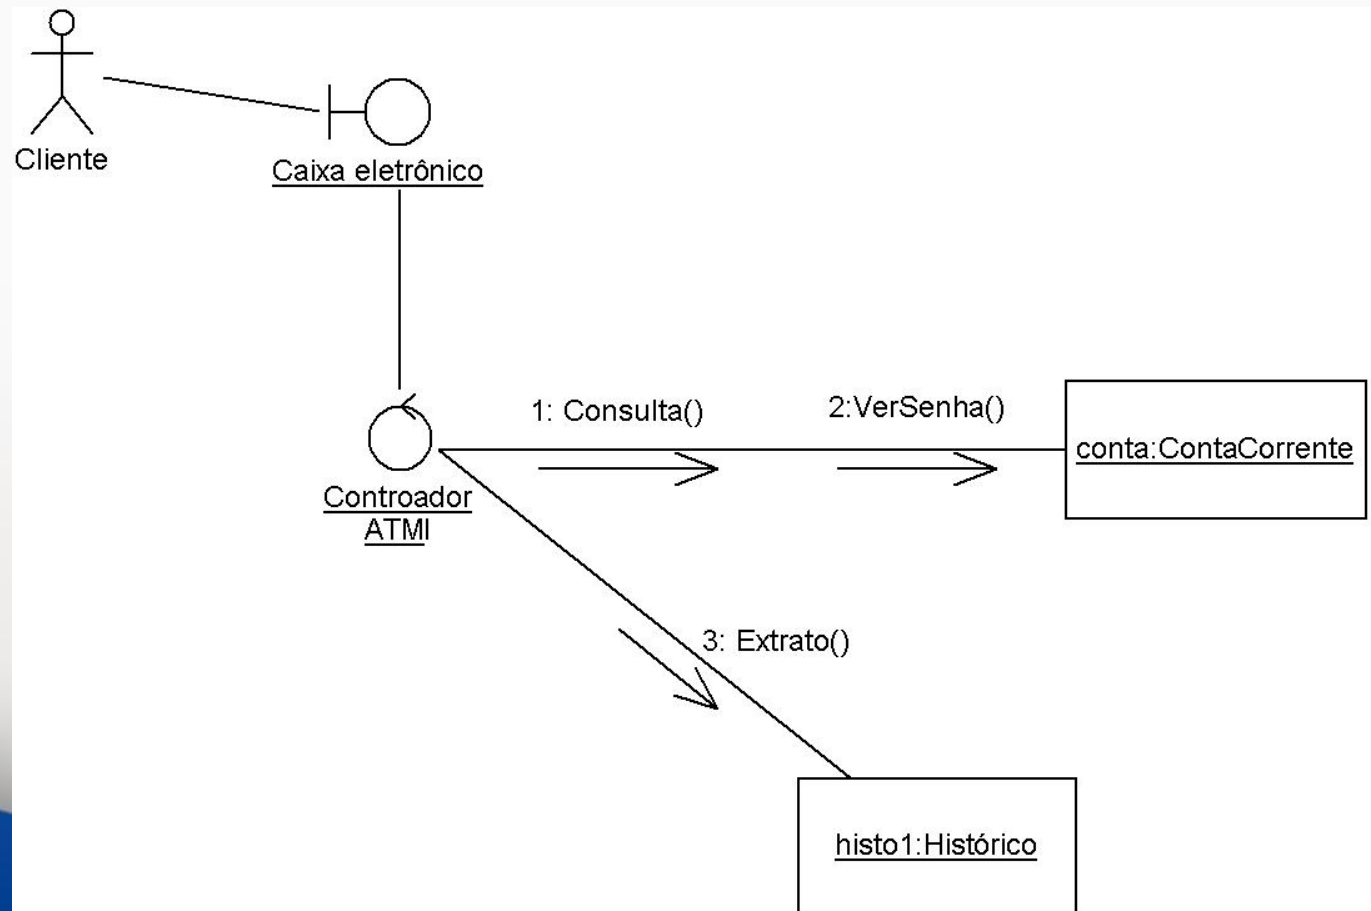 Cliente
Caixa eletrônico
1: Consulta()
2:VerSenha()
conta:ContaCorrente
Controador
ATMI
3: Extrato()
histo1:Histórico